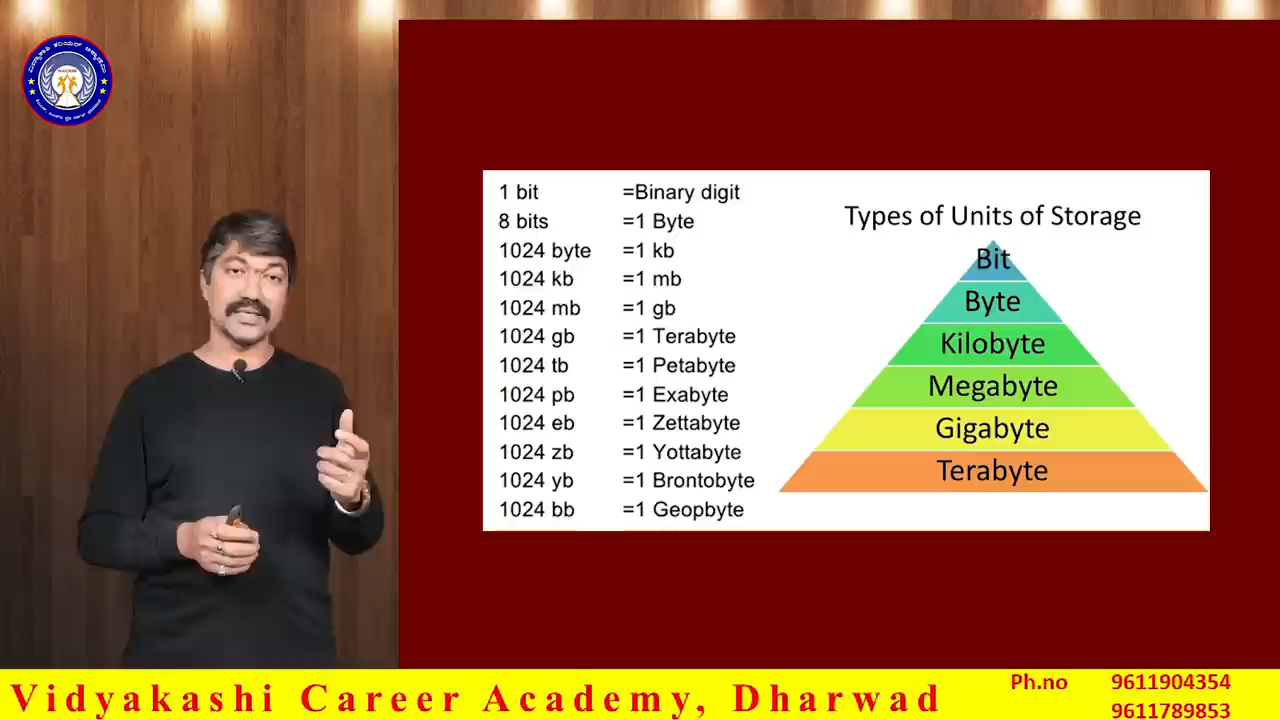 ವಿದ್ಯಾಕಾಶಿ ಕರಿಯರ್ ಅಕ್ಯಾಡೆಮಿ
1 bit =Binary digit
8 bits =1 Byte
1024 byte =1 kb
1024 kb =1 mb
1024 mb =1 gb
1024 gb =1 Terabyte
1024 tb =1 Petabyte
1024 pb =1 Exabyte
1024 eb =1 Zettabyte
1024 zb =1 Yottabyte
1024 yb =1 Brontobyte
1024 bb =1 Geopbyte
Types of Units of Storage
Bit
Byte
Kilobyte
Megabyte
Gigabyte
Terabyte
Vidyakashi Career Academy, Dharwad
Ph.no 9611904354
9611789853